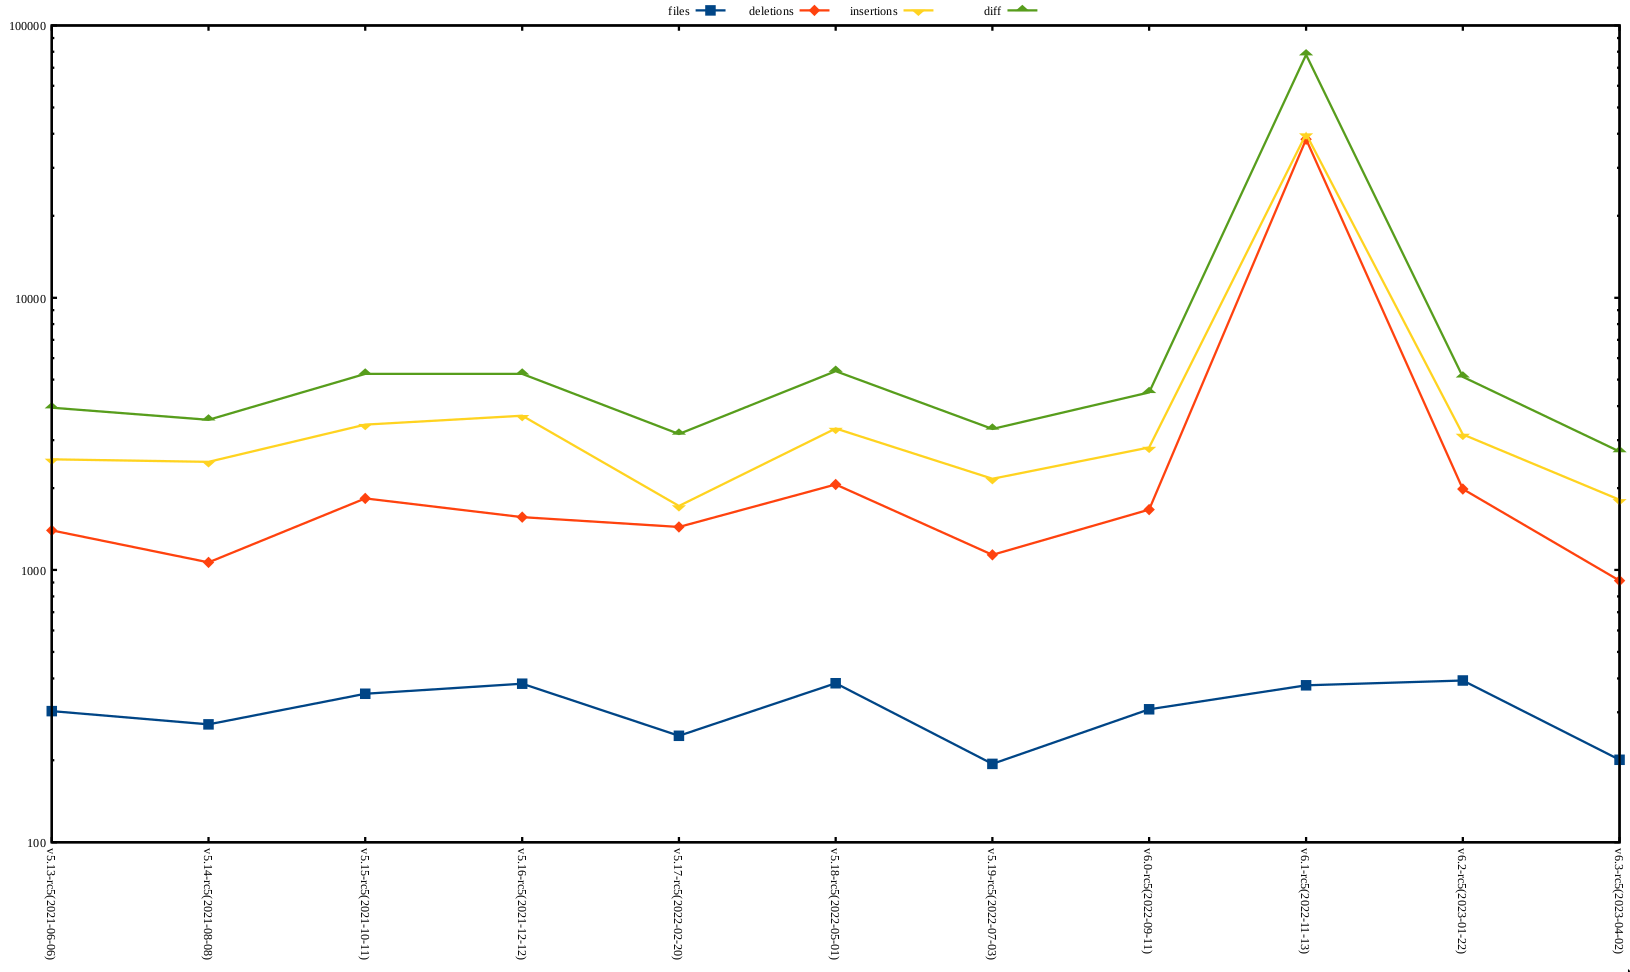 files deletions insertions diff
100000
10000
1000
100
v5.13-rc5(2021-06-06)
v5.14-rc5(2021-08-08)
v5.15-rc5(2021-10-11)
v5.16-rc5(2021-12-12)
v5.17-rc5(2022-02-20)
v5.18-rc5(2022-05-01)
v5.19-rc5(2022-07-03)
v6.0-rc5(2022-09-11)
v6.1-rc5(2022-11-13)
v6.2-rc5(2023-01-22)
v6.3-rc5(2023-04-02)